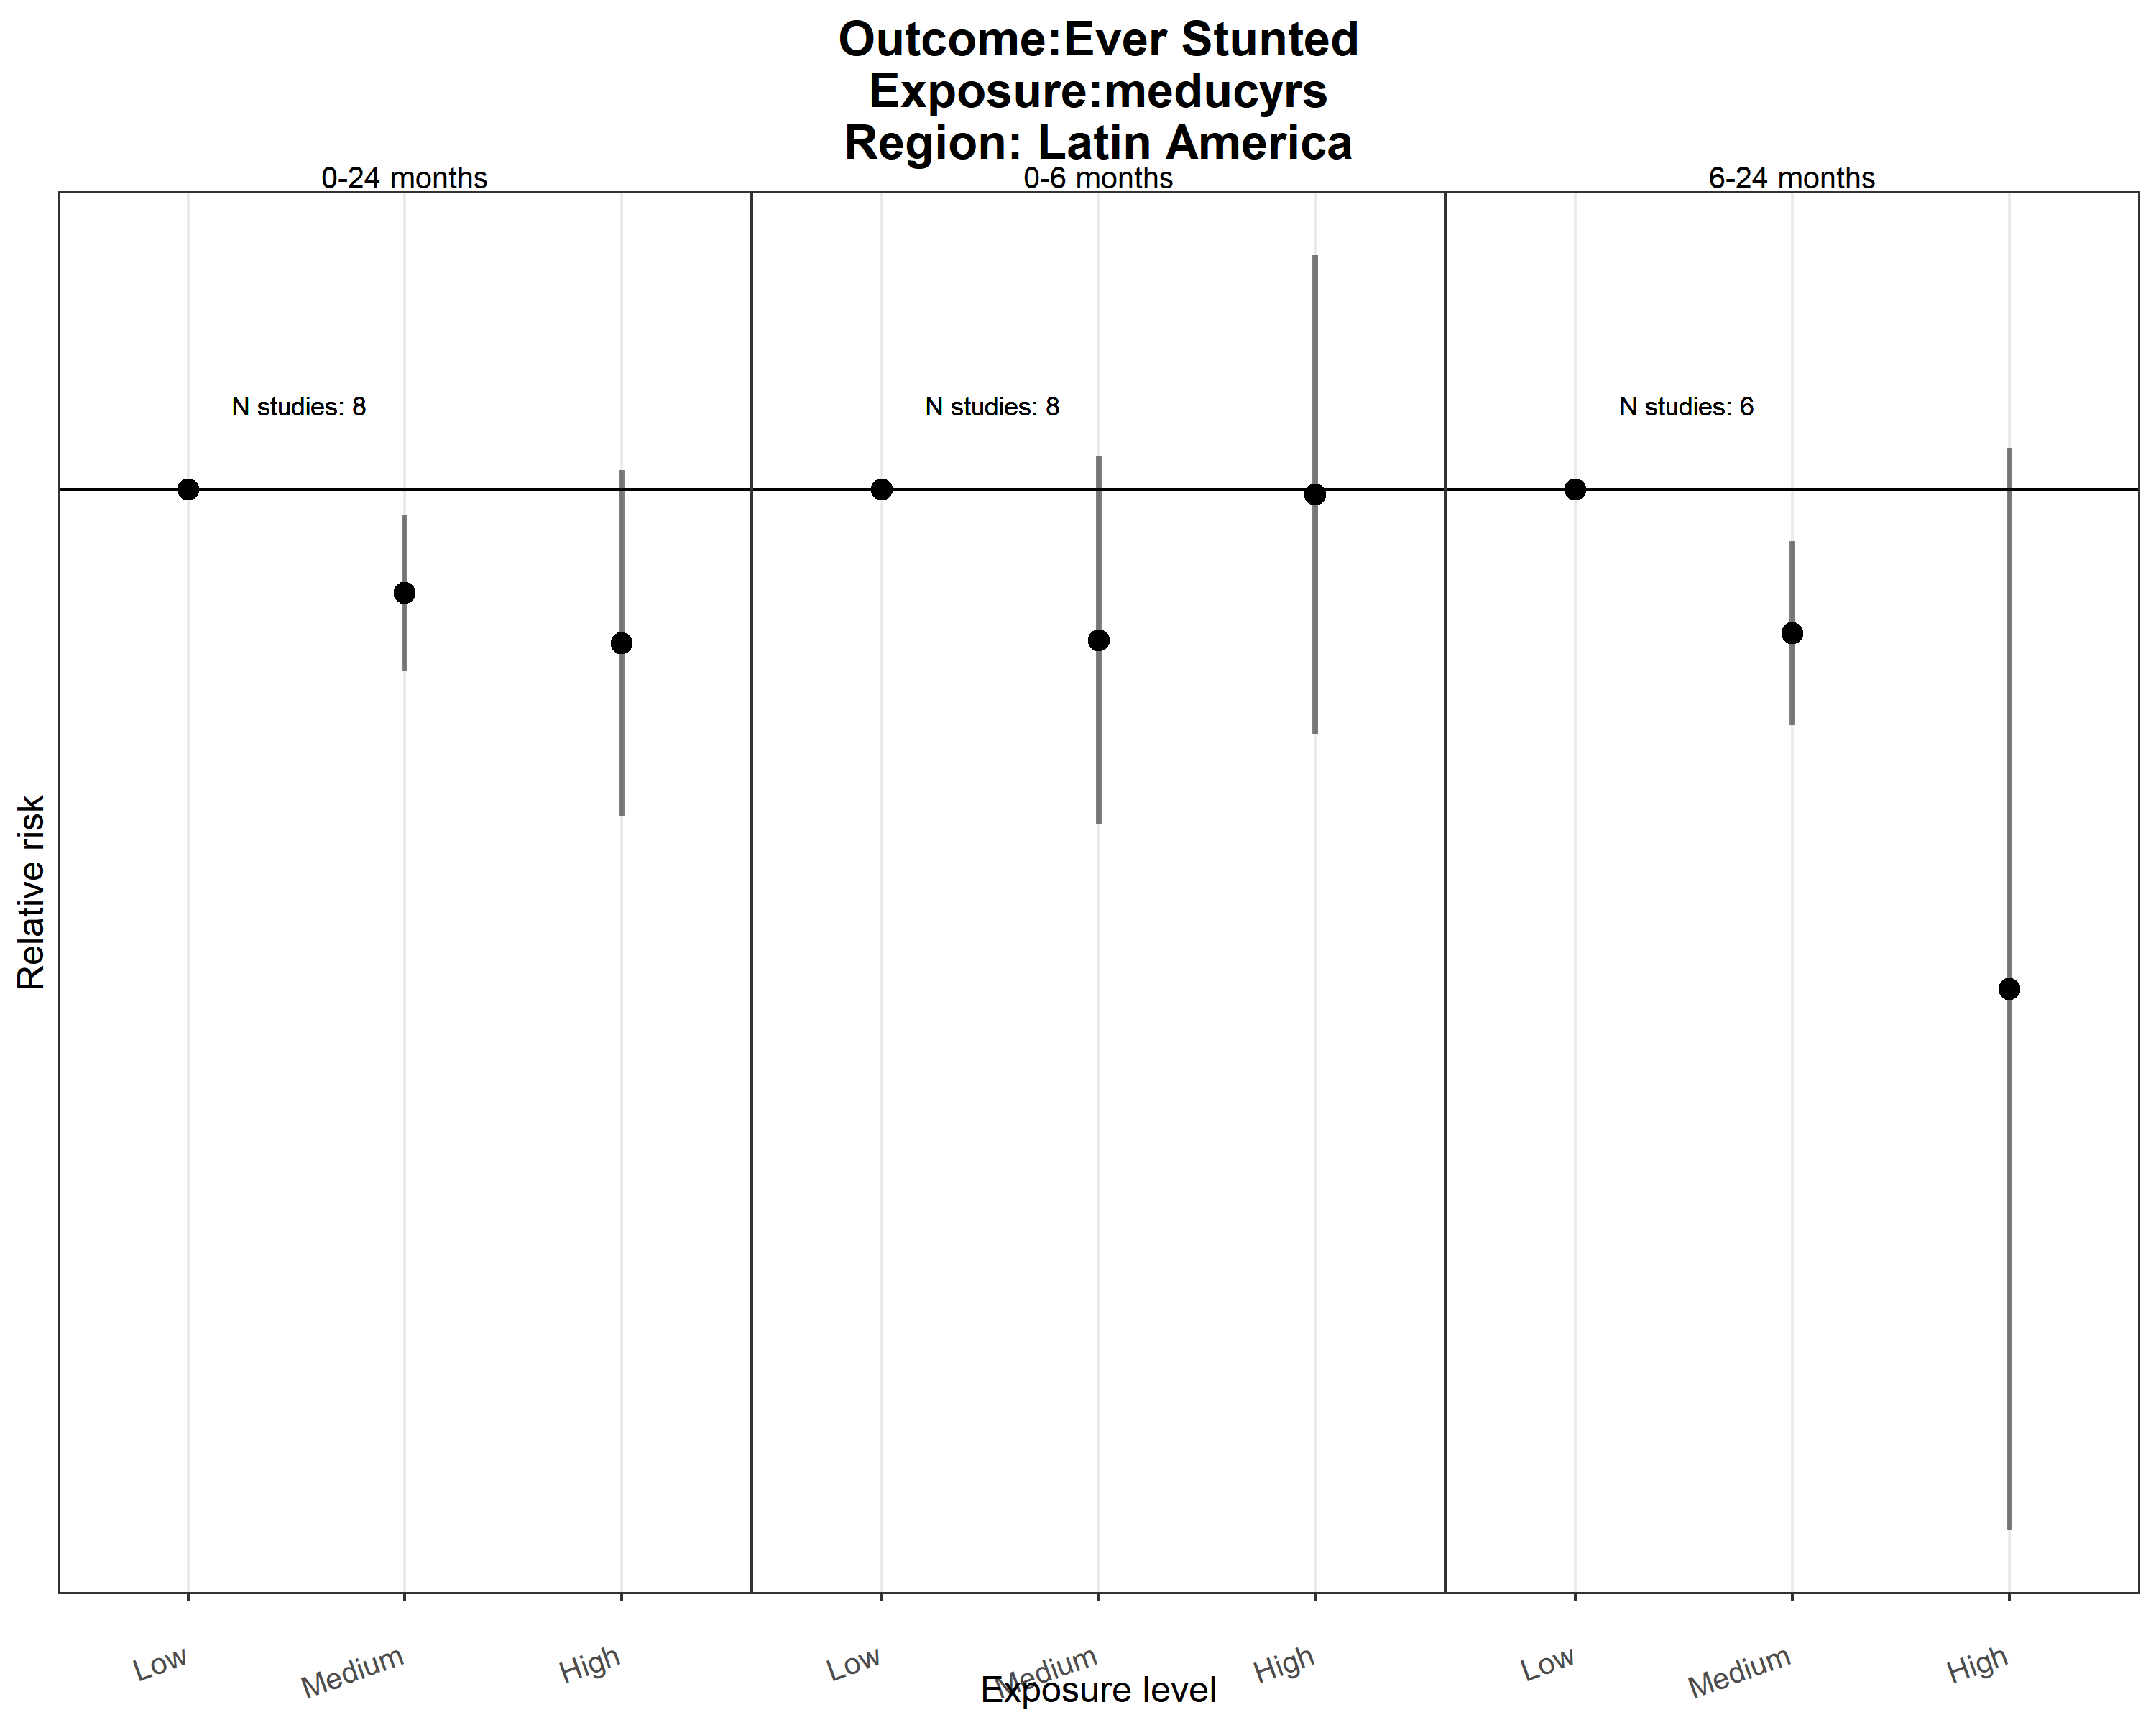 Outcome:Ever Stunted
Exposure:meducyrs
Region: Latin America
0-24 months
0-6 months
6-24 months
N studies: 8
N studies: 8
N studies: 6
Relative risk
Low
Medium
High
Low
Medium
High
Low
Medium
High
Exposure level